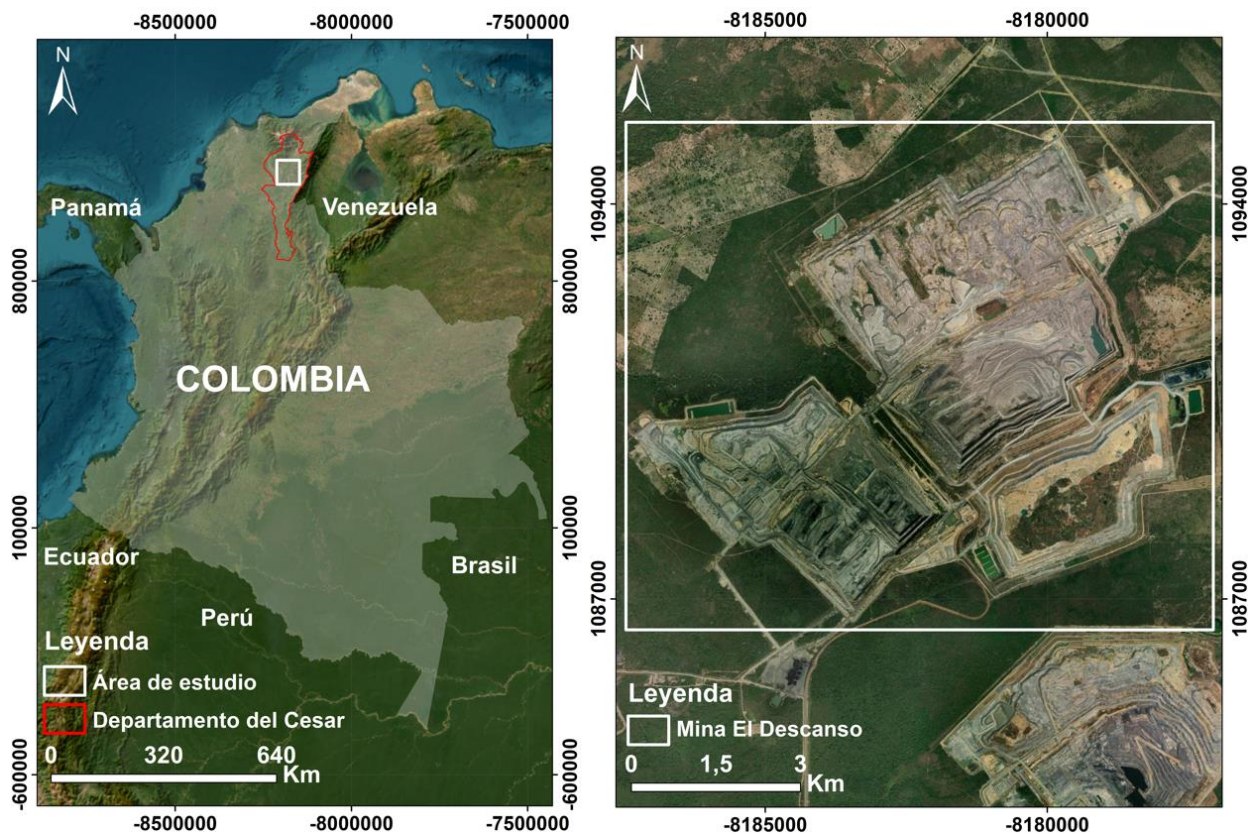 -8500000 -8000000 -7500000
N
Panamá
Venezuela
800000
800000
COLOMBIA
100000
100000
Ecuador
Brasil
Perú
Leyenda
Área de estudio
Departamento del Cesar
0 320 640
Km
-600000
-600000
-8500000 -8000000 -7500000
-8185000 -8180000
N
1094000
1094000
1087000
1087000
Leyenda
Mina El Descanso
0 1,5 3
Km
-8185000 -8180000